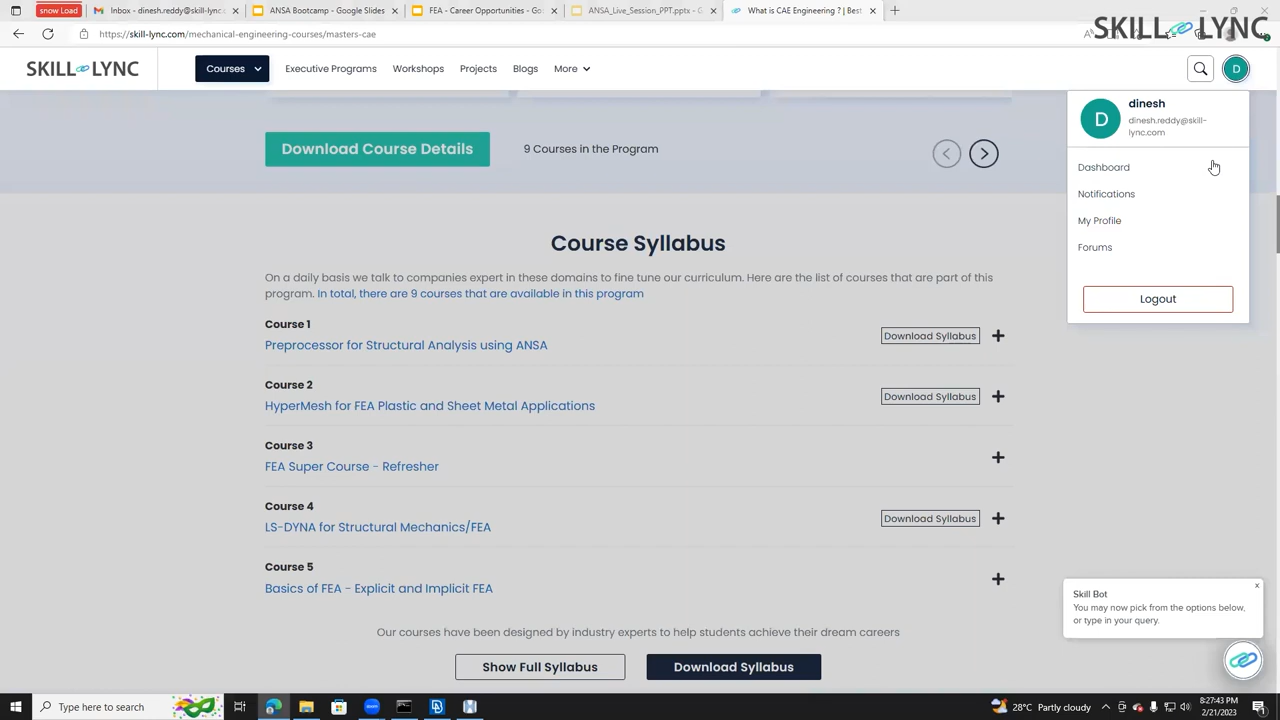 snow Load
Inbox - dinesh.reddy@skill-lync
ANSA Bootcamp - Google Slides
FEA - Career Options - Go
ANSA_Live_Session_PPT.pptx - G
What is CAE Engineering ? | Best
https://skill-lync.com/mechanical-engineering-courses/masters-cae
SKILL LYNC
SKILL LYNC
Courses
Executive Programs
Workshops
Projects
Blogs
More
D
D
dinesh
dinesh.reddy@skill-
lync.com
Dashboard
Notifications
My Profile
Forums
Logout
Download Course Details
9 Courses in the Program
Course Syllabus
On a daily basis we talk to companies expert in these domains to fine tune our curriculum. Here are the list of courses that are part of this
program. In total, there are 9 courses that are available in this program
Course 1
Preprocessor for Structural Analysis using ANSA
Download Syllabus
Course 2
HyperMesh for FEA Plastic and Sheet Metal Applications
Download Syllabus
Course 3
FEA Super Course - Refresher
Course 4
LS-DYNA for Structural Mechanics/FEA
Download Syllabus
Course 5
Basics of FEA - Explicit and Implicit FEA
Our courses have been designed by industry experts to help students achieve their dream careers
Show Full Syllabus
Download Syllabus
Skill Bot
You may now pick from the options below,
or type in your query.
Type here to search
28°C Partly cloudy
8:27:43 PM
2/21/2023